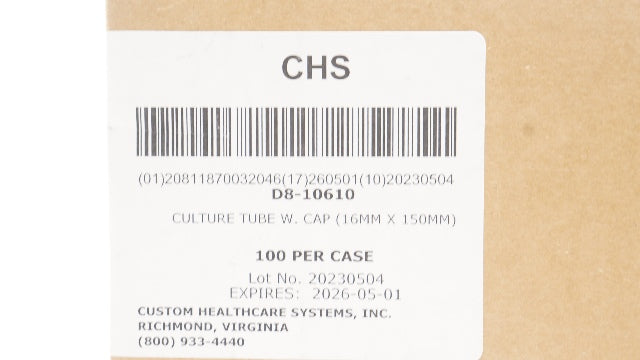 CHS
(01)20811870032046(17)260501(10)20230504
D8-10610
CULTURE TUBE W. CAP (16MM X 150MM)
100 PER CASE
Lot No. 20230504
EXPIRES: 2026-05-01
CUSTOM HEALTHCARE SYSTEMS, INC.
RICHMOND, VIRGINIA
(800) 933-4440